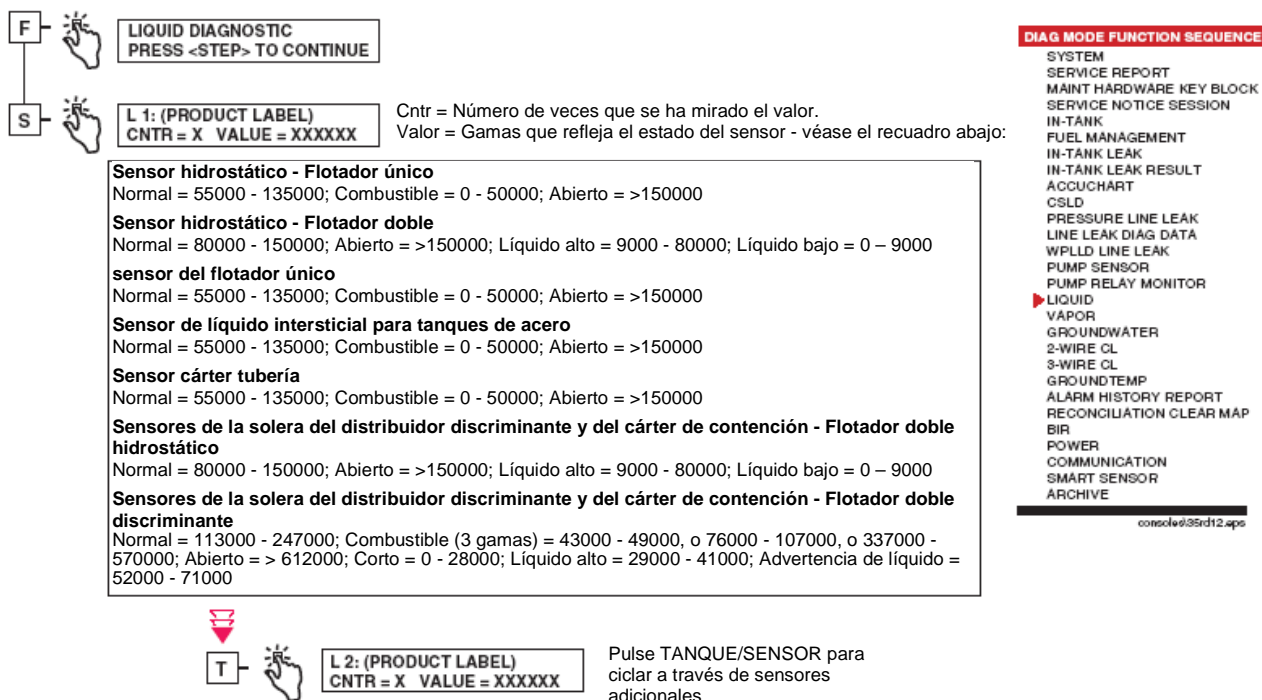 F
LIQUID DIAGNOSTIC
PRESS <STEP> TO CONTINUE
S
L 1: (PRODUCT LABEL)
CNTR = X VALUE = XXXXXX
Cntr = Número de veces que se ha mirado el valor.
Valor = Gamas que refleja el estado del sensor - véase el recuadro abajo:
Sensor hidrostático - Flotador único
Normal = 55000 - 135000; Combustible = 0 - 50000; Abierto = >150000
Sensor hidrostático - Flotador doble
Normal = 80000 - 150000; Abierto = >150000; Líquido alto = 9000 - 80000; Líquido bajo = 0 – 9000
sensor del flotador único
Normal = 55000 - 135000; Combustible = 0 - 50000; Abierto = >150000
Sensor de líquido intersticial para tanques de acero
Normal = 55000 - 135000; Combustible = 0 - 50000; Abierto = >150000
Sensor cárter tubería
Normal = 55000 - 135000; Combustible = 0 - 50000; Abierto = >150000
Sensores de la solera del distribuidor discriminante y del cárter de contención - Flotador doble
hidrostático
Normal = 80000 - 150000; Abierto = >150000; Líquido alto = 9000 - 80000; Líquido bajo = 0 – 9000
Sensores de la solera del distribuidor discriminante y del cárter de contención - Flotador doble
discriminante
Normal = 113000 - 247000; Combustible (3 gamas) = 43000 - 49000, o 76000 - 107000, o 337000 -
570000; Abierto = > 612000; Corto = 0 - 28000; Líquido alto = 29000 - 41000; Advertencia de líquido =
52000 - 71000
T
L 2: (PRODUCT LABEL)
CNTR = X VALUE = XXXXXX
Pulse TANQUE/SENSOR para
ciclar a través de sensores
adicionales
DIAG MODE FUNCTION SEQUENCE
SYSTEM
SERVICE REPORT
MAINT HARDWARE KEY BLOCK
SERVICE NOTICE SESSION
IN-TANK
FUEL MANAGEMENT
IN-TANK LEAK
IN-TANK LEAK RESULT
ACCUCHART
CSLD
PRESSURE LINE LEAK
LINE LEAK DIAG DATA
WPLLD LINE LEAK
PUMP SENSOR
PUMP RELAY MONITOR
LIQUID
VAPOR
GROUNDWATER
2-WIRE CL
3-WIRE CL
GROUNDTEMP
ALARM HISTORY REPORT
RECONCILIATION CLEAR MAP
BIR
POWER
COMMUNICATION
SMART SENSOR
ARCHIVE
consoles\35rd12.eps